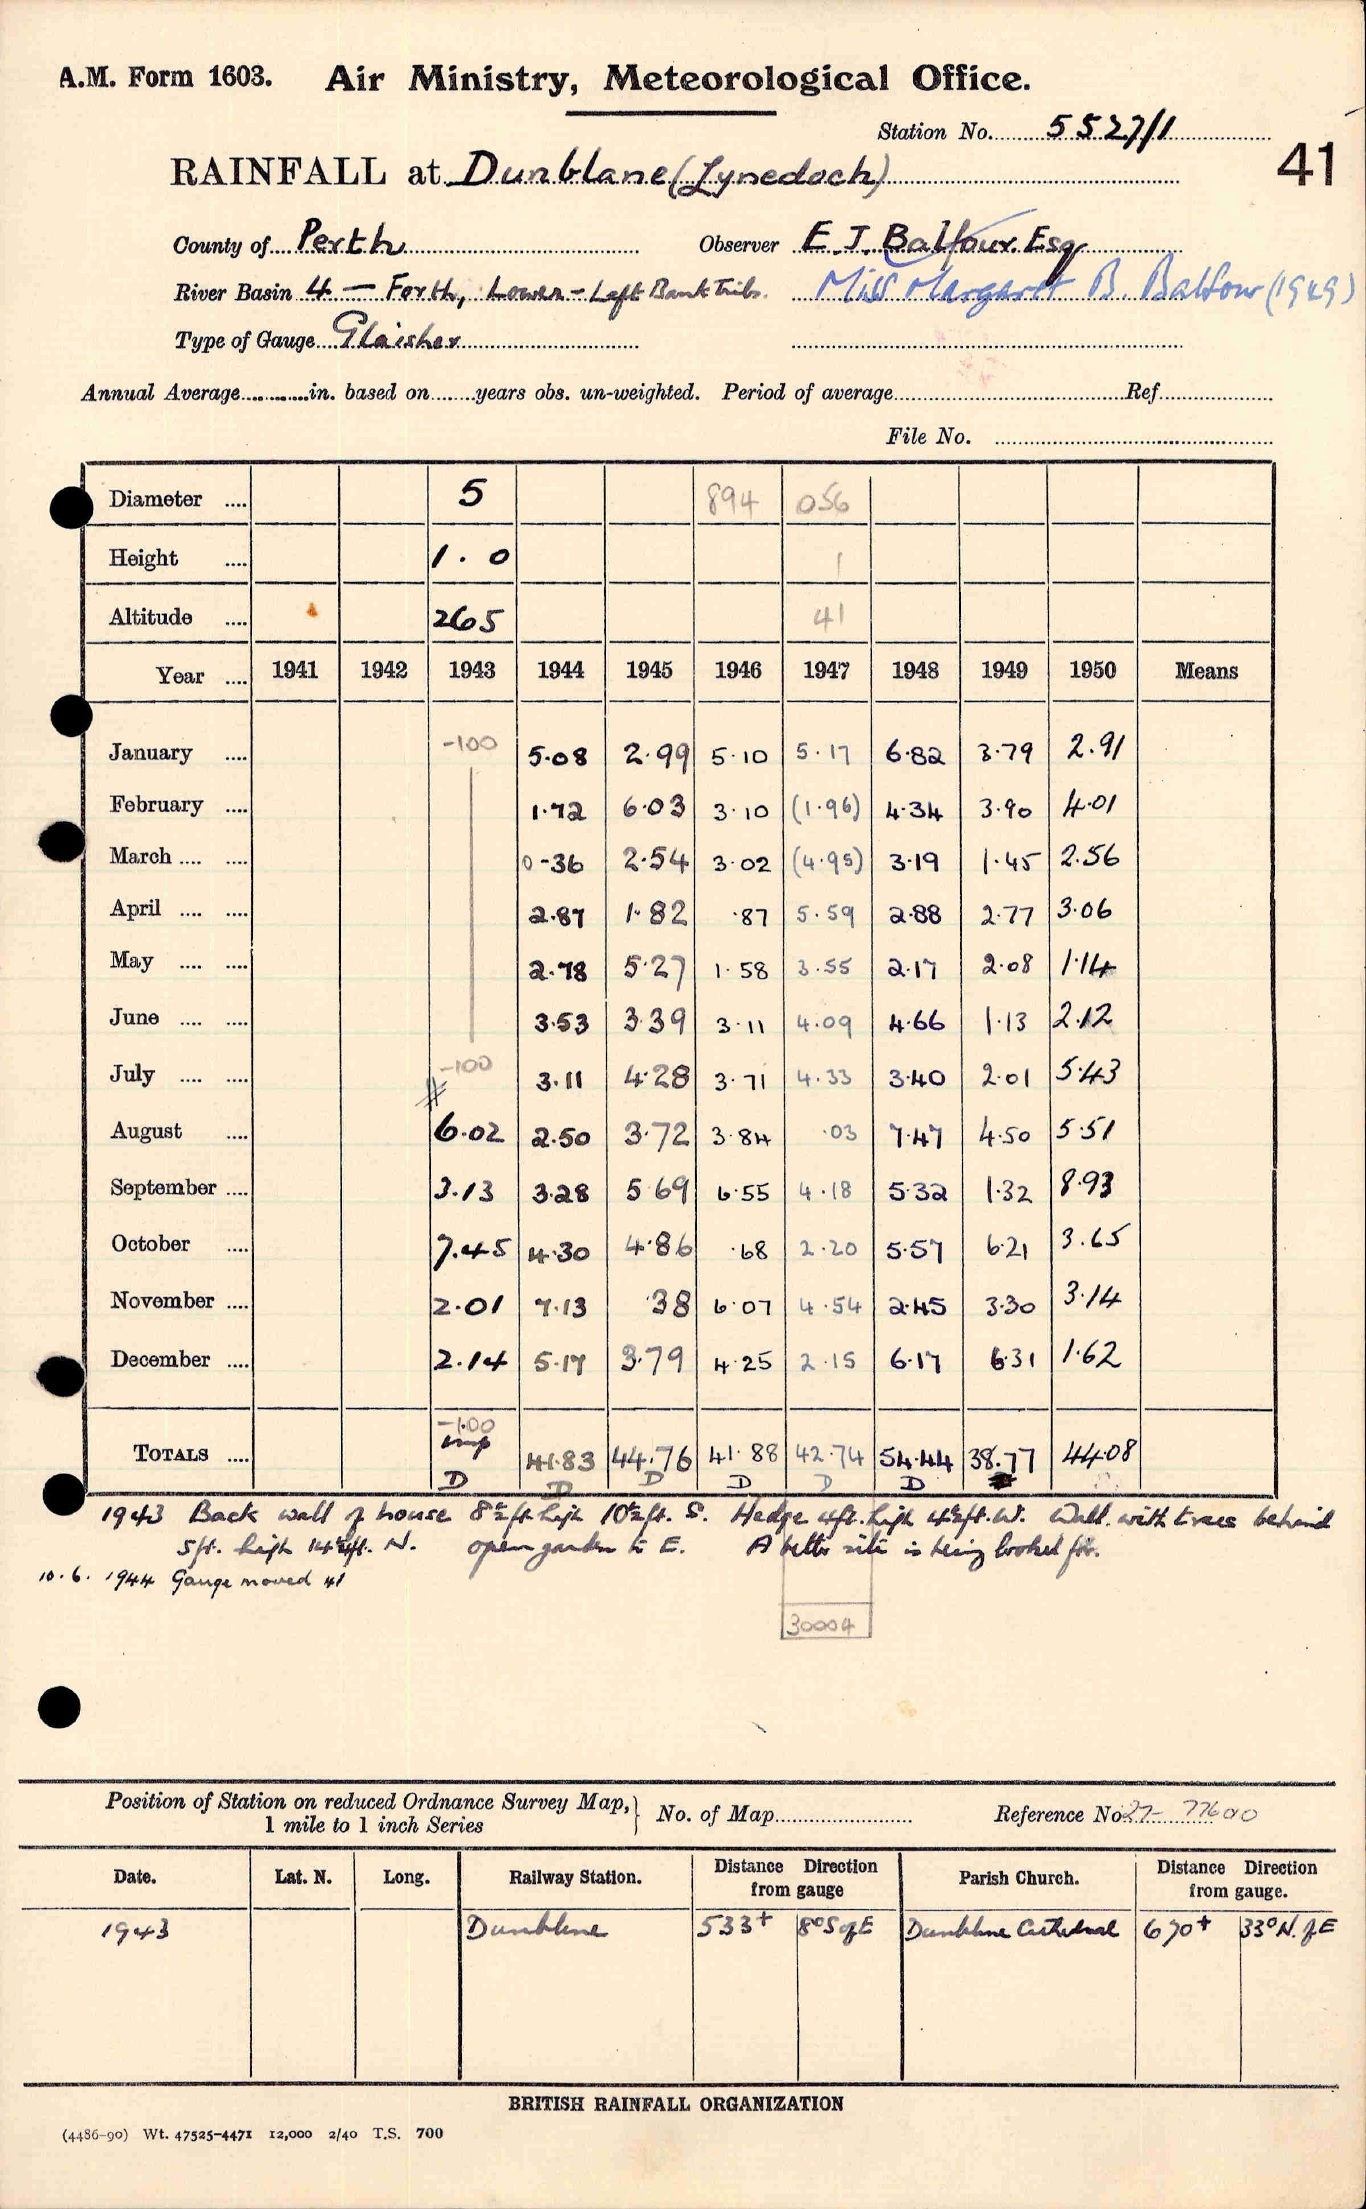 A.M. Form 1603. Air Ministry, Meteorological Office.
Station No. 5527/1
41
RAINFALL at Dunblane (Lynedoch)
County of Perth Observer E. J. Balfour Esq
River Basin 4 — Forth, Lower - Left Bank Tribs. Miss Margaret B. Balfour (1949)
Type of Gauge Glaisher
Annual Average in. based on years obs. un-weighted. Period of average Ref.
File No.
Diameter .... 5 894 056
Height .... 1.0 1
Altitude .... 265 41
Year .... 1941 1942 1943 1944 1945 1946 1947 1948 1949 1950 Means
January .... -100 5.08 2.99 5.10 5.17 6.82 3.79 2.91
February .... 1.72 6.03 3.10 (1.96) 4.34 3.90 4.01
March .... .... 0-36 2.54 3.02 (4.95) 3.19 1.45 2.56
April .... .... 2.87 1.82 .87 5.59 2.88 2.77 3.06
May .... .... 2.78 5.27 1.58 3.55 2.17 2.08 1.14
June .... .... 3.53 3.39 3.11 4.09 4.66 1.13 2.12
July .... .... -100 3.11 4.28 3.71 4.33 3.40 2.01 5.43
August .... 6.02 2.50 3.72 3.84 .03 7.47 4.50 5.51
September .... 3.13 3.28 5.69 6.55 4.18 5.32 1.32 8.93
October .... 7.45 4.30 4.86 .68 2.20 5.57 6.21 3.65
November .... 2.01 7.13 .38 6.07 4.54 2.45 3.30 3.14
December .... 2.14 5.17 3.79 4.25 2.15 6.17 6.31 1.62
-1.00
TOTALS .... imp 41.83 44.76 41.88 42.74 54.44 38.77 44.08
D D D D D D
1943 Back wall of house 8½ft high 10½ft. S. Hedge 4ft. high 4½ft. W. Wall with trees behind
5ft. high 14½ft. N. open garden to E. A better site is being looked for.
10.6.1944 Gauge moved
30004
Position of Station on reduced Ordnance Survey Map,
1 mile to 1 inch Series
No. of Map Reference No 27- 77600
Date. Lat. N. Long. Railway Station. Distance Direction from gauge Parish Church. Distance Direction from gauge.
1943 Dunblane 533+ 8° S of E Dunblane Cathedral 670+ 33° N. of E
BRITISH RAINFALL ORGANIZATION
(4486-90) Wt. 47525-4471 12,000 2/40 T.S. 700